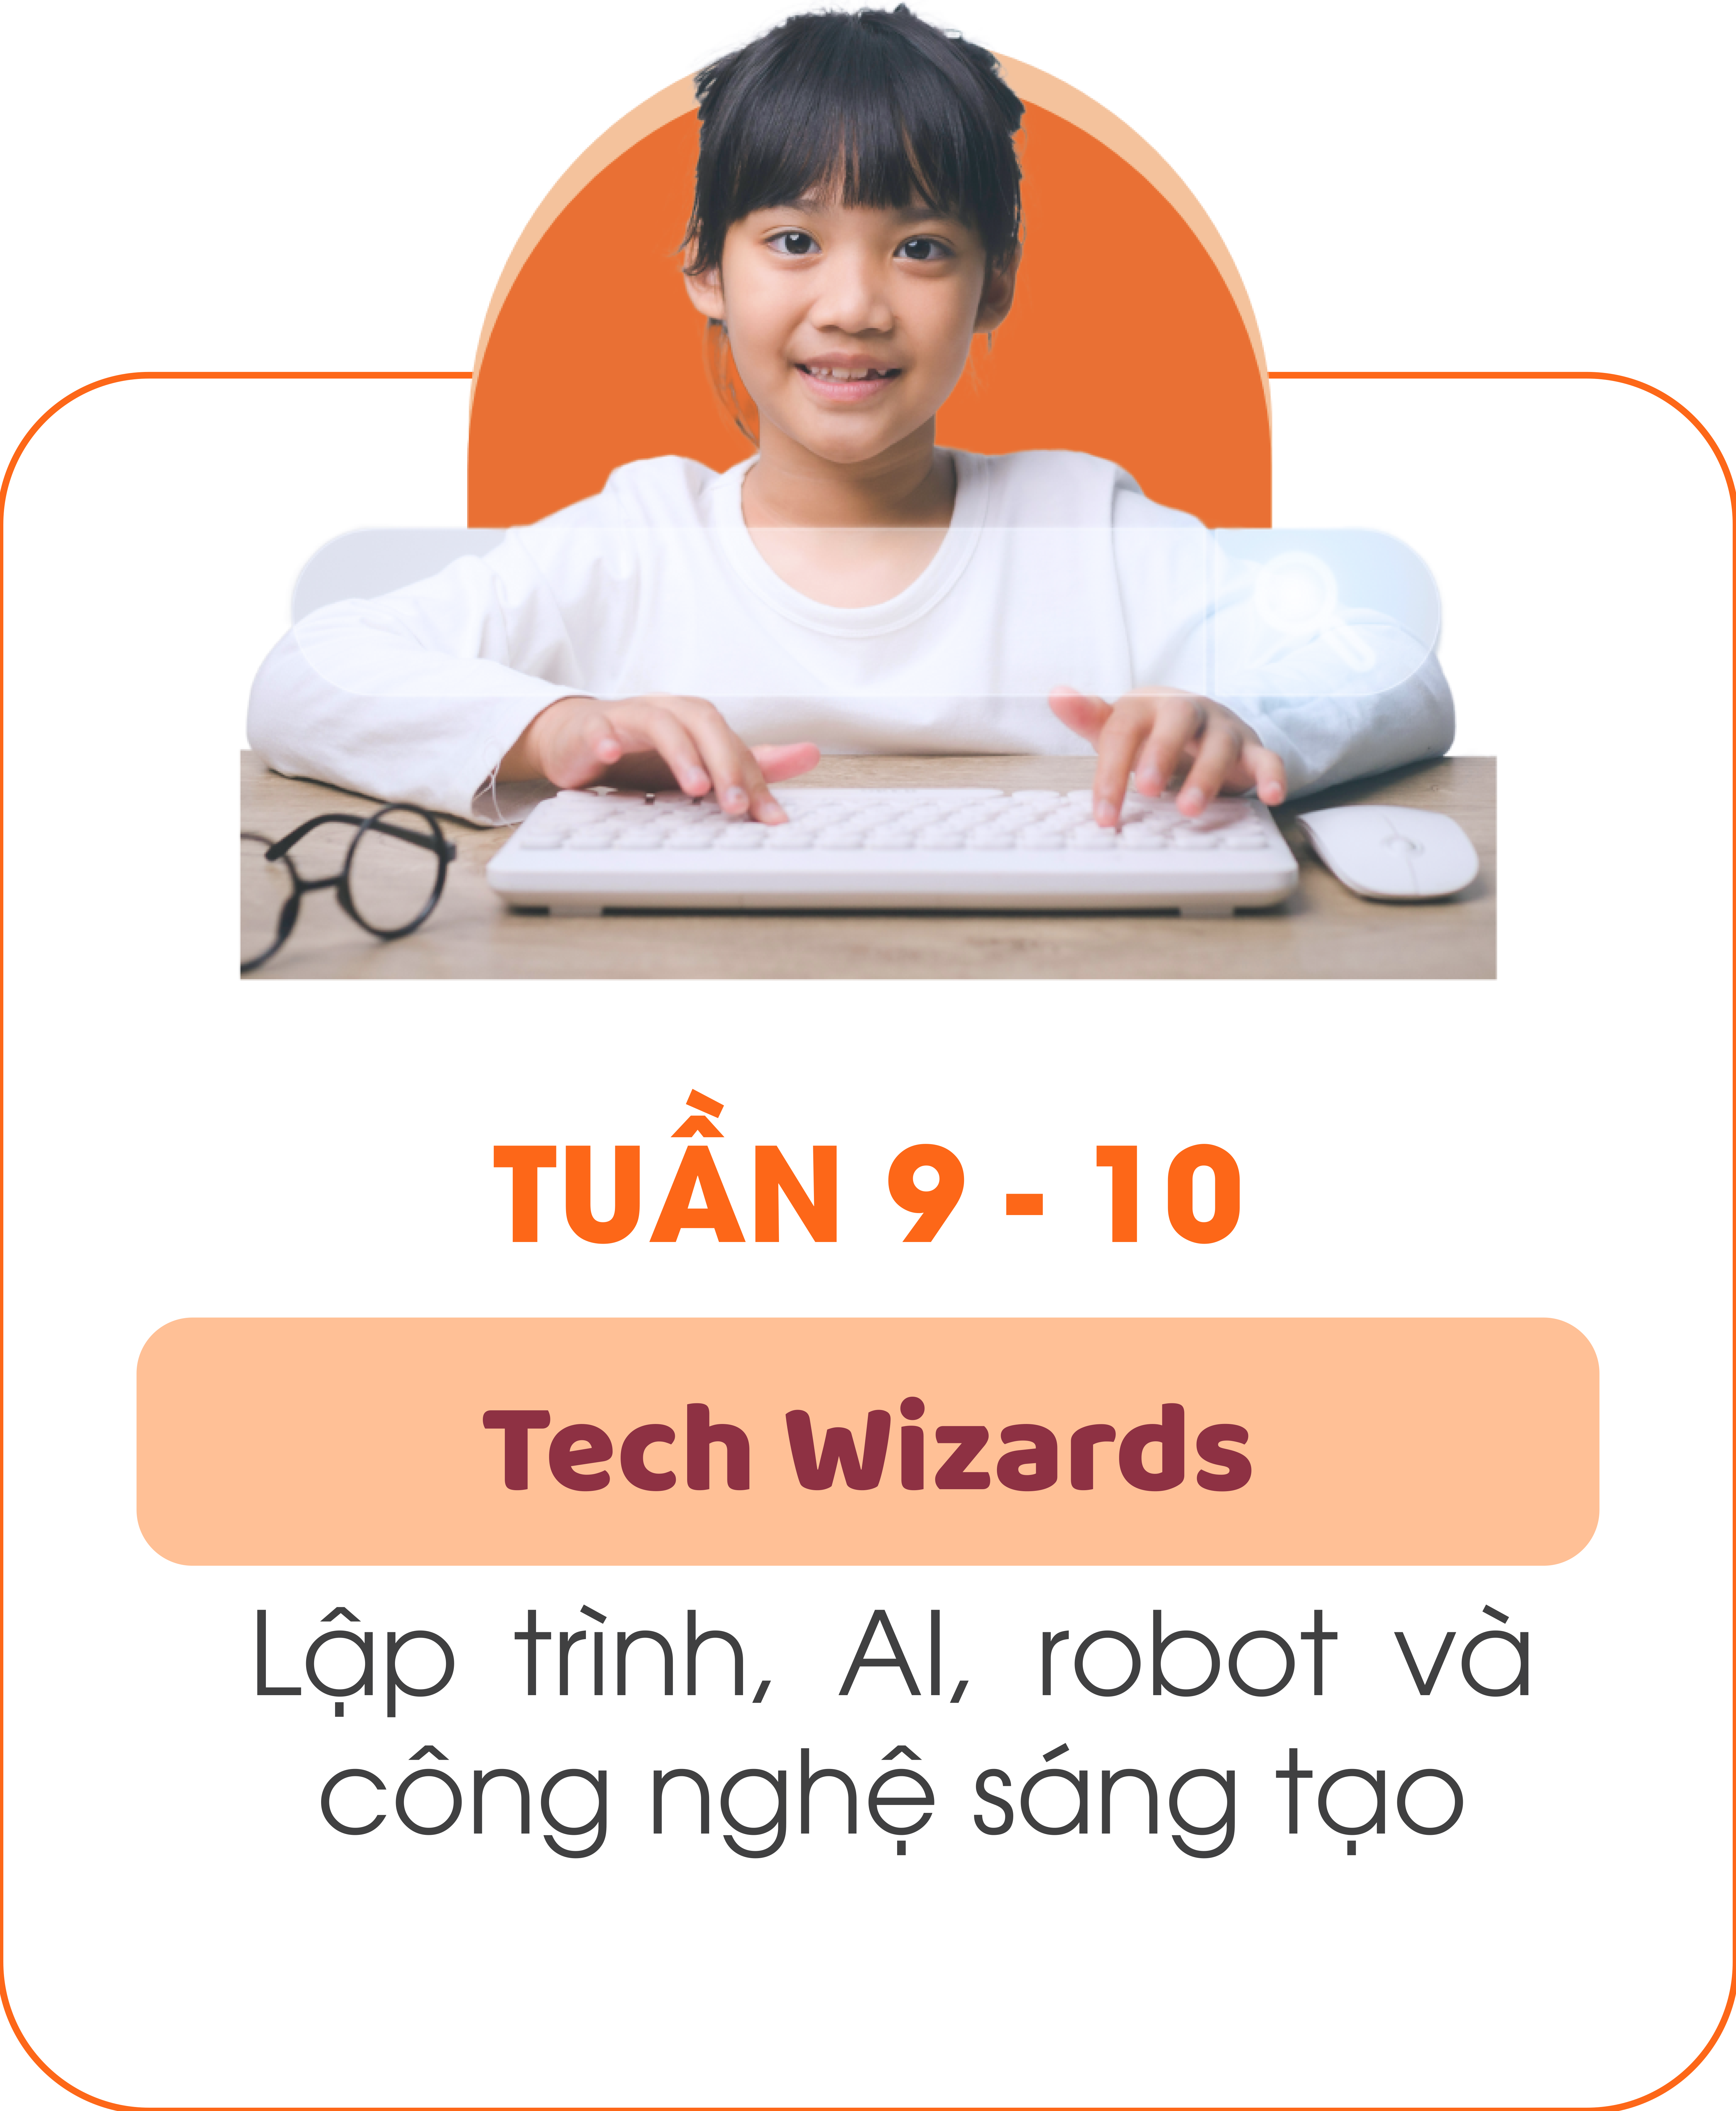 TUẦN 9 - 10
Tech Wizards
Lập trình, AI, robot và
công nghệ sáng tạo